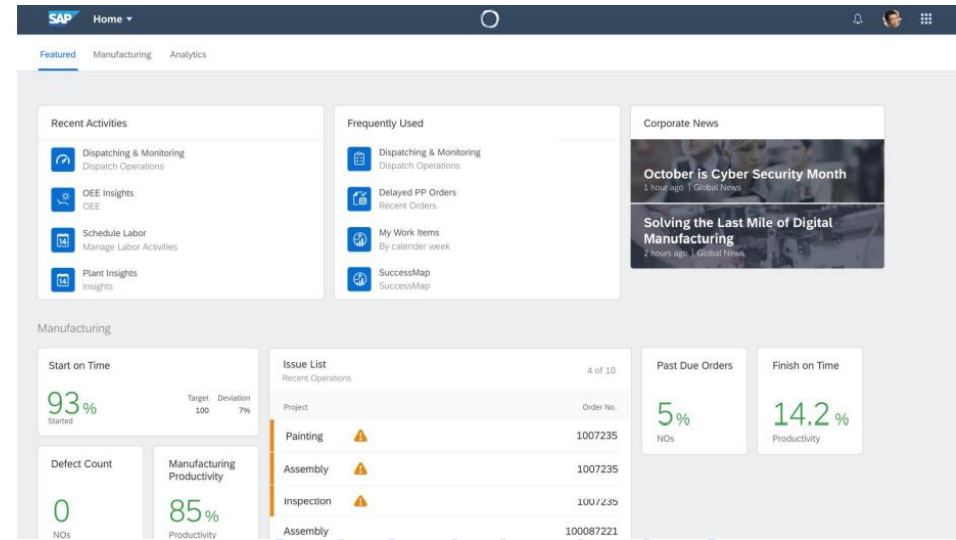 SAP Home
Featured Manufacturing Analytics
Recent Activities
Dispatching & Monitoring
Dispatch Operations
OEE Insights
OEE
Schedule Labor
Manage Labor Activities
Plant Insights
Insights
Frequently Used
Dispatching & Monitoring
Dispatch Operations
Delayed PP Orders
Recent Orders
My Work Items
By calender week
SuccessMap
SuccessMap
Corporate News
October is Cyber Security Month
1 hour ago | Global News
Solving the Last Mile of Digital
Manufacturing
2 hours ago | Global News
Manufacturing
Start on Time
93%
Started
Target Deviation
100 7%
Defect Count
0
NOs
Manufacturing
Productivity
85%
Productivity
Issue List
Recent Operations
4 of 10
Project Order No.
Painting 1007235
Assembly 1007235
Inspection 1007235
Assembly 100087221
Past Due Orders
5%
NOs
Finish on Time
14.2%
Productivity